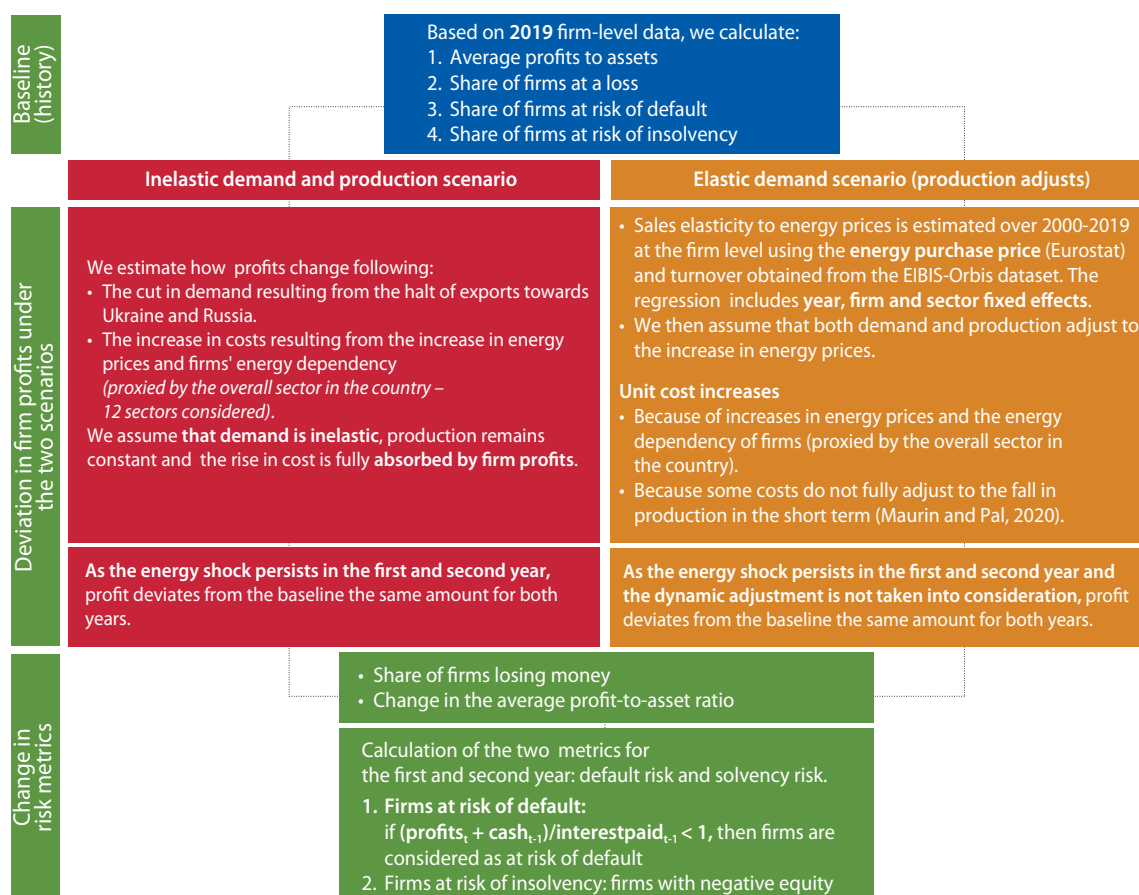 Baseline
(history)
Based on 2019 firm-level data, we calculate:
1. Average profits to assets
2. Share of firms at a loss
3. Share of firms at risk of default
4. Share of firms at risk of insolvency
Deviation in firm profits under
the two scenarios
Inelastic demand and production scenario
We estimate how profits change following:
• The cut in demand resulting from the halt of exports towards
Ukraine and Russia.
• The increase in costs resulting from the increase in energy
prices and firms' energy dependency
(proxied by the overall sector in the country –
12 sectors considered).
We assume that demand is inelastic, production remains
constant and the rise in cost is fully absorbed by firm profits.
As the energy shock persists in the first and second year,
profit deviates from the baseline the same amount for both
years.
Elastic demand scenario (production adjusts)
• Sales elasticity to energy prices is estimated over 2000-2019
at the firm level using the energy purchase price (Eurostat)
and turnover obtained from the EIBIS-Orbis dataset. The
regression includes year, firm and sector fixed effects.
• We then assume that both demand and production adjust to
the increase in energy prices.
Unit cost increases
• Because of increases in energy prices and the energy
dependency of firms (proxied by the overall sector in
the country).
• Because some costs do not fully adjust to the fall in
production in the short term (Maurin and Pal, 2020).
As the energy shock persists in the first and second year and
the dynamic adjustment is not taken into consideration, profit
deviates from the baseline the same amount for both years.
Change in
risk metrics
• Share of firms losing money
• Change in the average profit-to-asset ratio
Calculation of the two metrics for
the first and second year: default risk and solvency risk.
1. Firms at risk of default:
if (profits_t + cash_t-1)/interestpaid_t-1 < 1, then firms are
considered as at risk of default
2. Firms at risk of insolvency: firms with negative equity